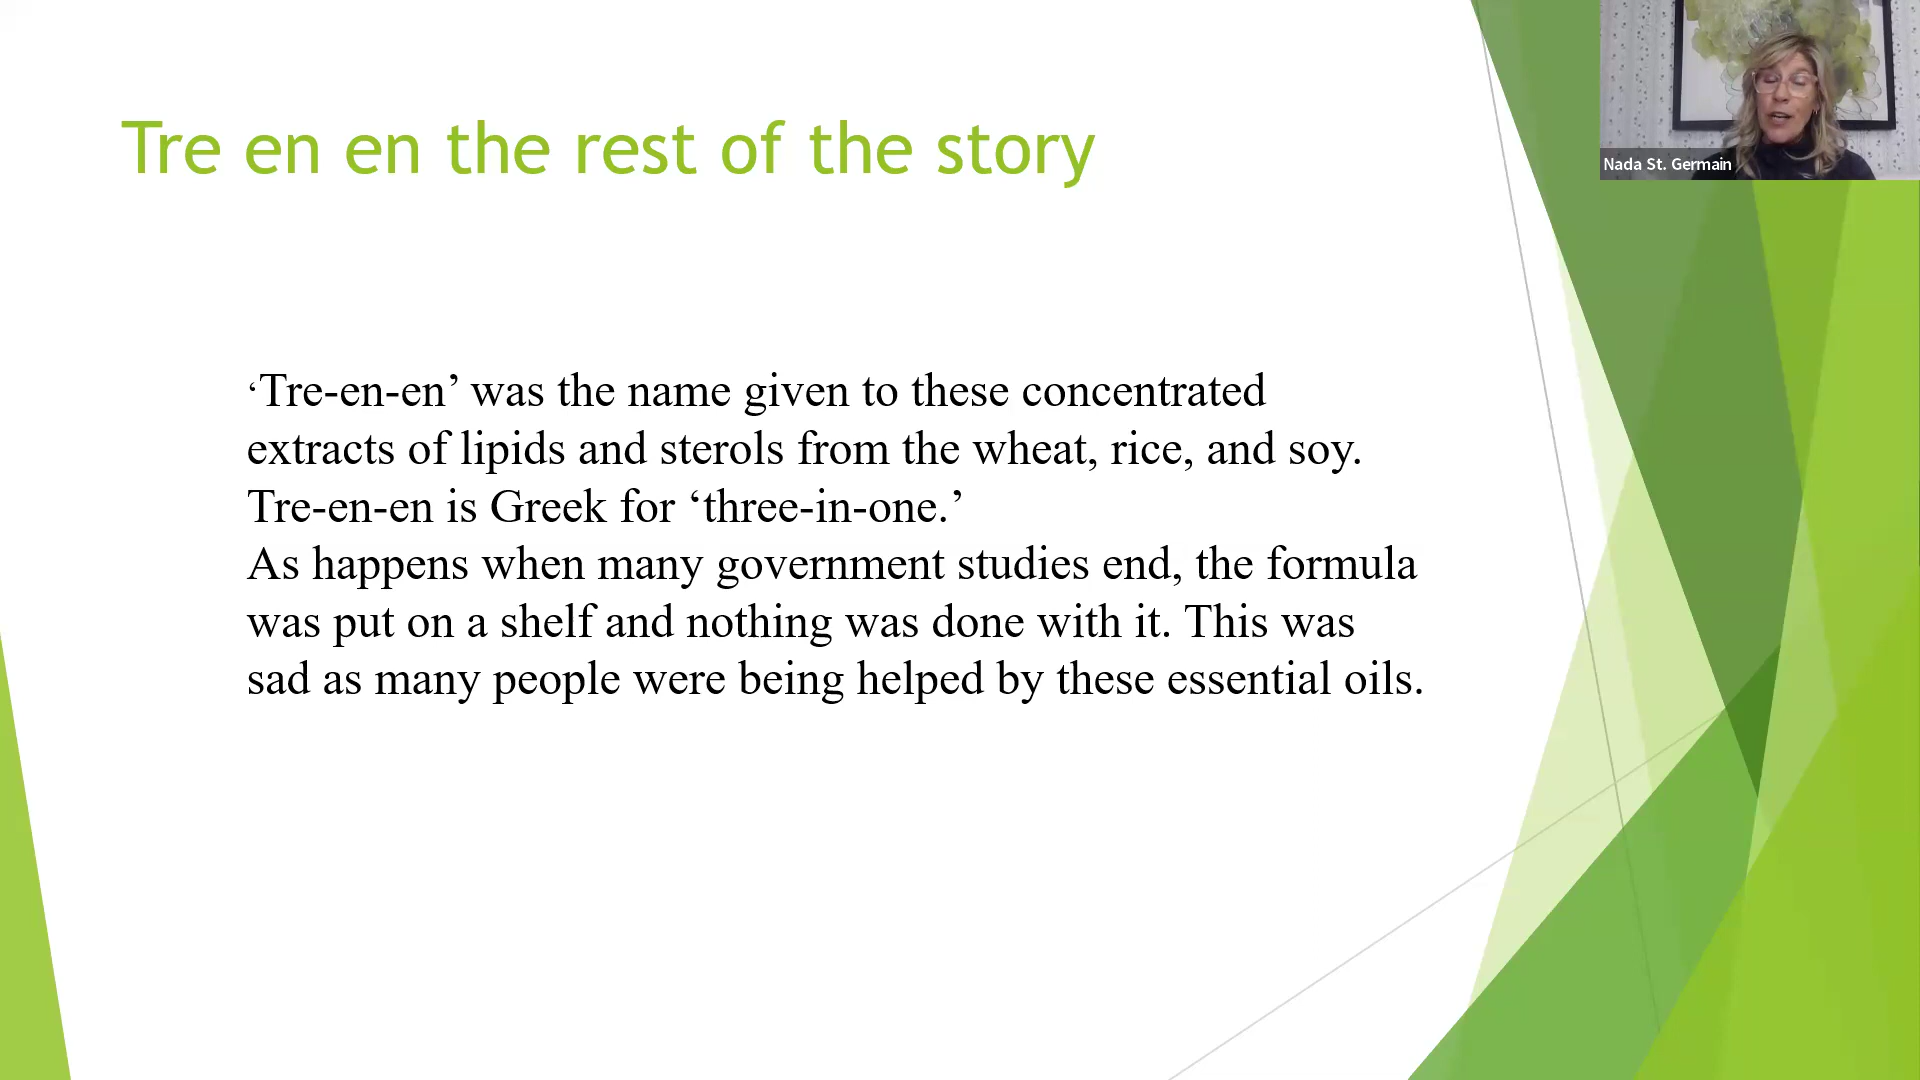 Tre en en the rest of the story
Nada St. Germain
‘Tre-en-en’ was the name given to these concentrated
extracts of lipids and sterols from the wheat, rice, and soy.
Tre-en-en is Greek for ‘three-in-one.’
As happens when many government studies end, the formula
was put on a shelf and nothing was done with it. This was
sad as many people were being helped by these essential oils.